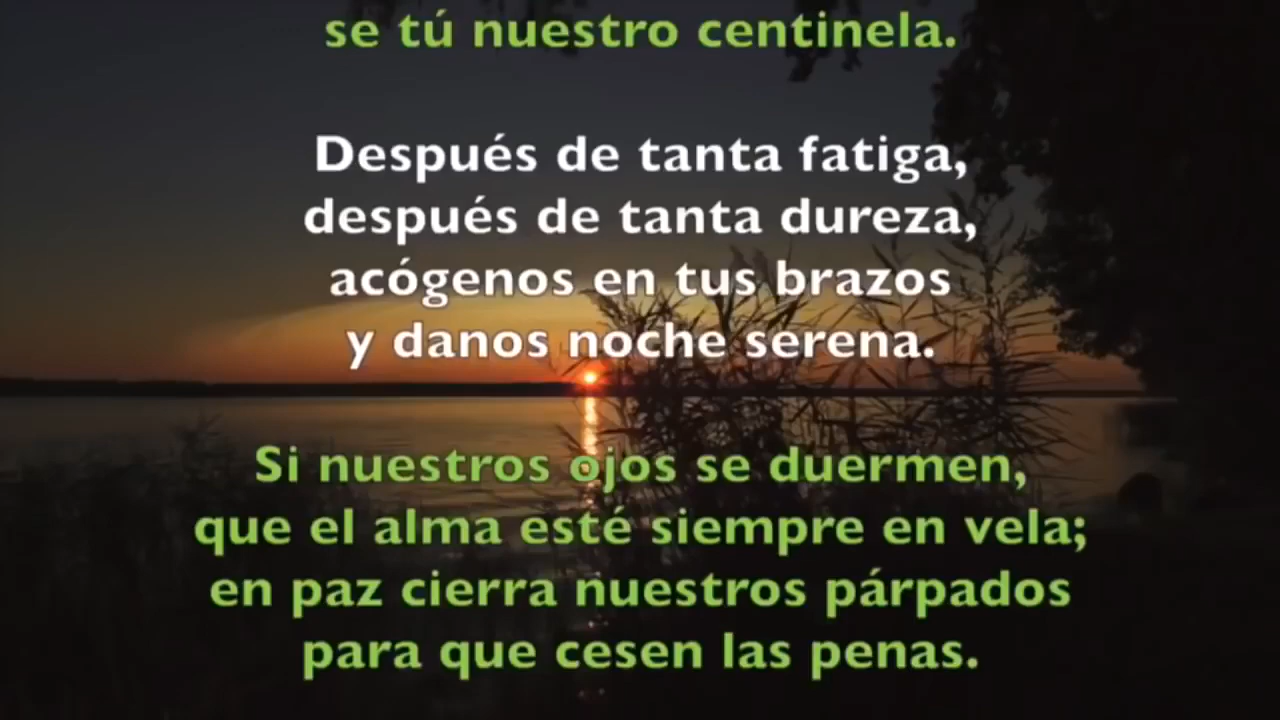 se tú nuestro centinela.
Después de tanta fatiga,
después de tanta dureza,
acógenos en tus brazos
y danos noche serena.
Si nuestros ojos se duermen,
que el alma esté siempre en vela;
en paz cierra nuestros párpados
para que cesen las penas.